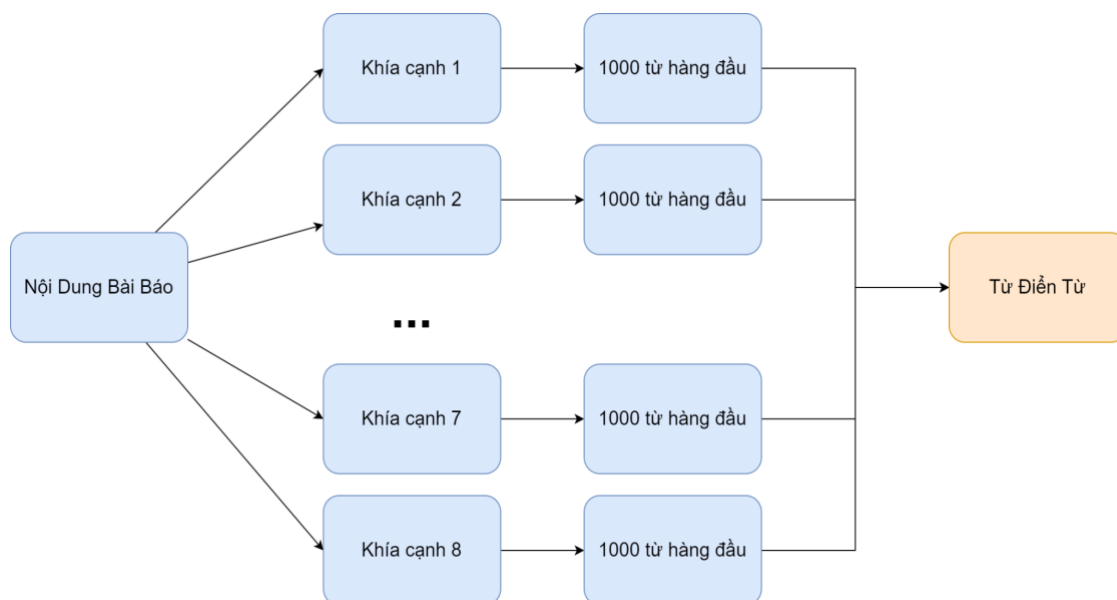 Khía cạnh 1
1000 từ hàng đầu
Khía cạnh 2
1000 từ hàng đầu
Nội Dung Bài Báo
...
Từ Điển Từ
Khía cạnh 7
1000 từ hàng đầu
Khía cạnh 8
1000 từ hàng đầu